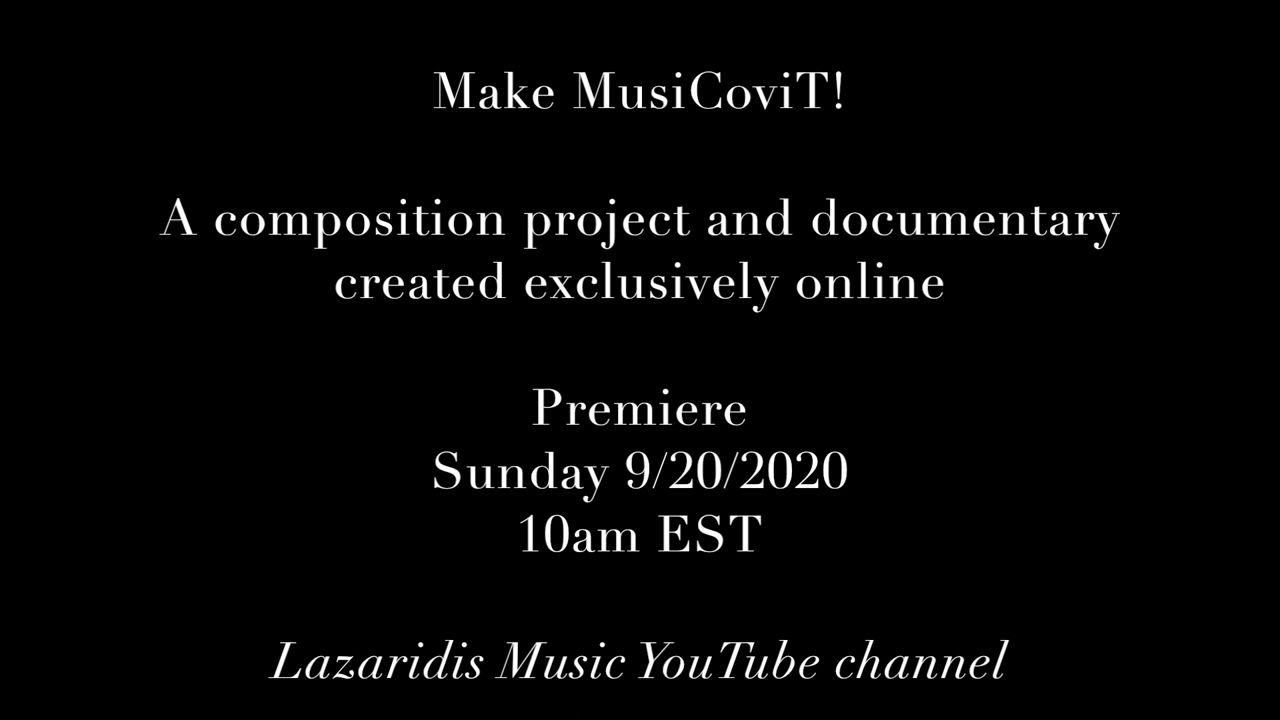 Make MusiCoviT!
A composition project and documentary
created exclusively online
Premiere
Sunday 9/20/2020
10am EST
Lazaridis Music YouTube channel